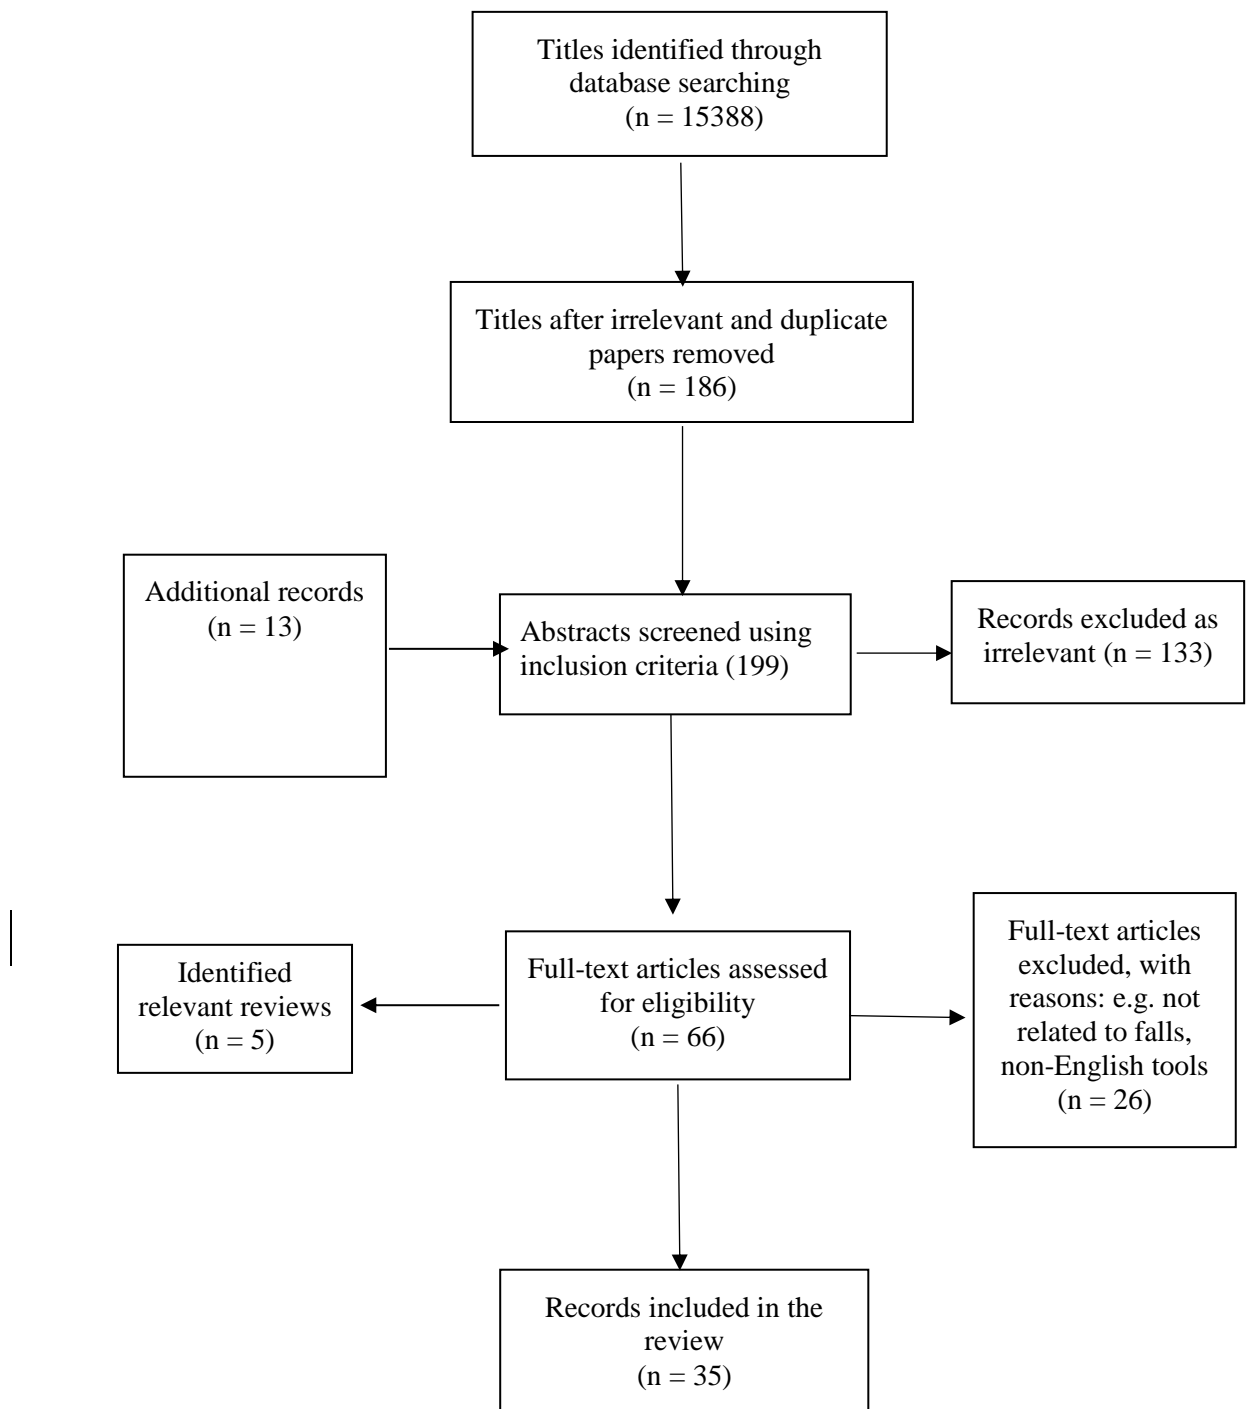 Titles identified through
database searching
(n = 15388)
Titles after irrelevant and duplicate
papers removed
(n = 186)
Additional records
(n = 13)
Abstracts screened using
inclusion criteria (199)
Records excluded as
irrelevant (n = 133)
Identified
relevant reviews
(n = 5)
Full-text articles assessed
for eligibility
(n = 66)
Full-text articles
excluded, with
reasons: e.g. not
related to falls,
non-English tools
(n = 26)
Records included in the
review
(n = 35)